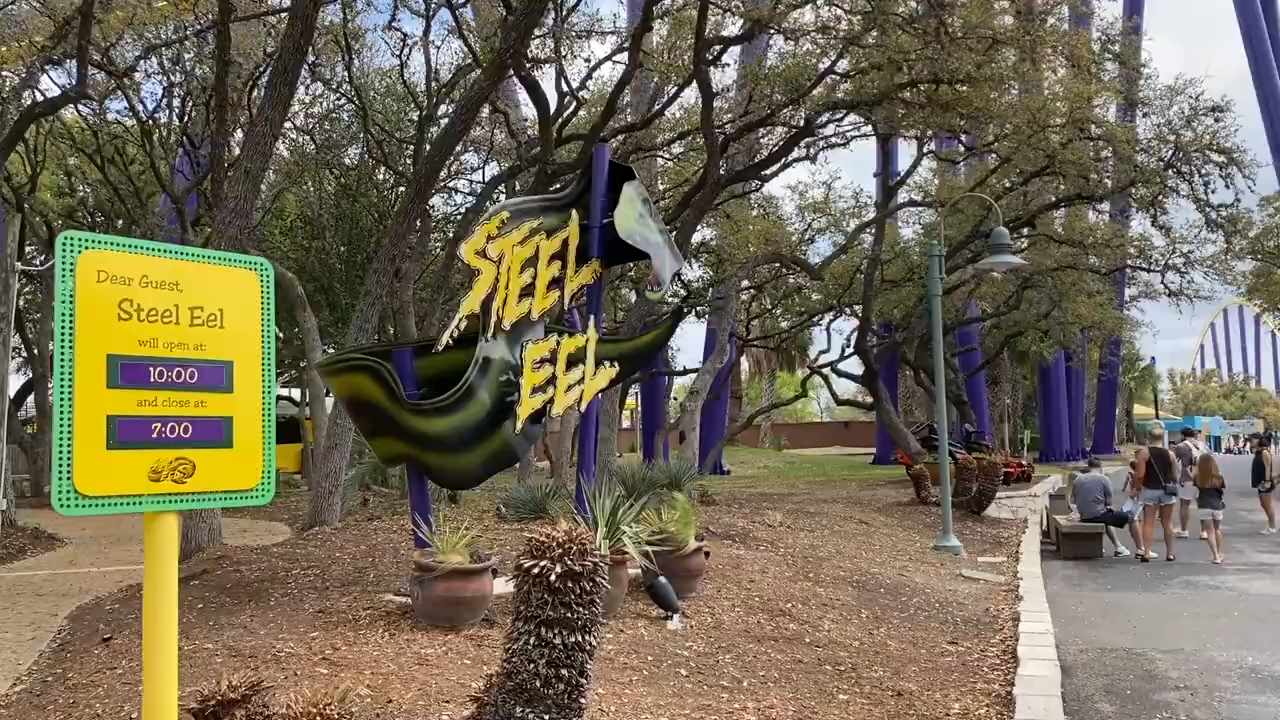 Dear Guest,
Steel Eel
will open at:
10:00
and close at:
7:00
STEEL
EEL